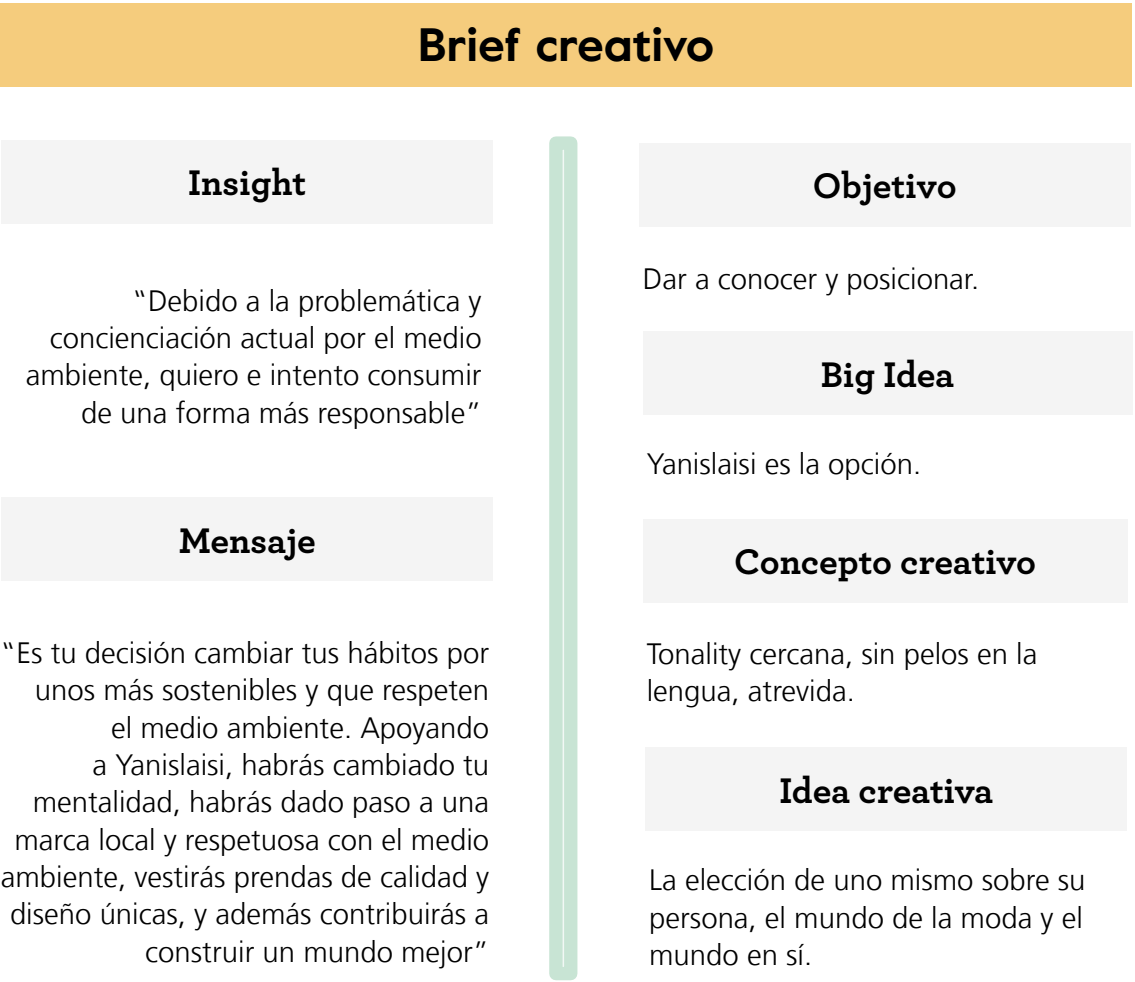 Brief creativo
Insight
“Debido a la problemática y
concienciación actual por el medio
ambiente, quiero e intento consumir
de una forma más responsable”
Mensaje
“Es tu decisión cambiar tus hábitos por
unos más sostenibles y que respeten
el medio ambiente. Apoyando
a Yanislaisi, habrás cambiado tu
mentalidad, habrás dado paso a una
marca local y respetuosa con el medio
ambiente, vestirás prendas de calidad y
diseño únicas, y además contribuirás a
construir un mundo mejor”
Objetivo
Dar a conocer y posicionar.
Big Idea
Yanislaisi es la opción.
Concepto creativo
Tonality cercana, sin pelos en la
lengua, atrevida.
Idea creativa
La elección de uno mismo sobre su
persona, el mundo de la moda y el
mundo en sí.